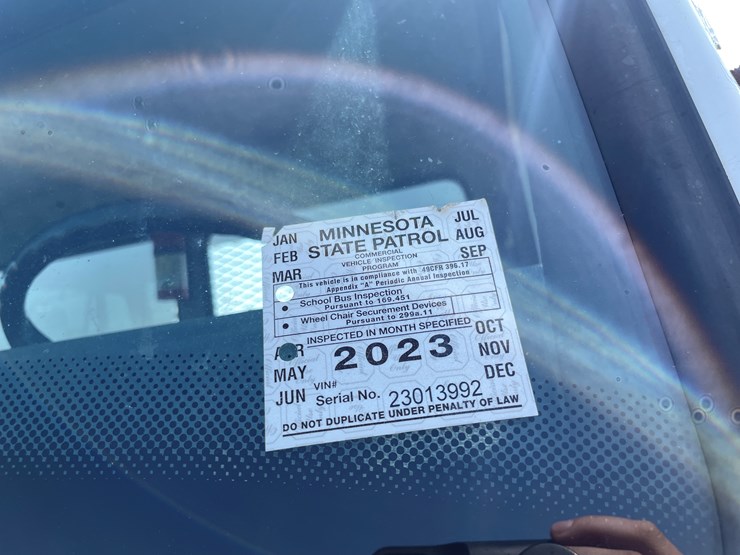 JAN MINNESOTA JUL
FEB STATE PATROL AUG
MAR COMMERCIAL SEP
VEHICLE INSPECTION
PROGRAM
This vehicle is in compliance with 49CFR 396.17
Appendix "A" Periodic Annual Inspection
• School Bus Inspection
Pursuant to 169.451
• Wheel Chair Securement Devices
Pursuant to 299a.11
INSPECTED IN MONTH SPECIFIED OCT
APR 2023 NOV
MAY DEC
JUN VIN#
Serial No. 23013992
DO NOT DUPLICATE UNDER PENALTY OF LAW